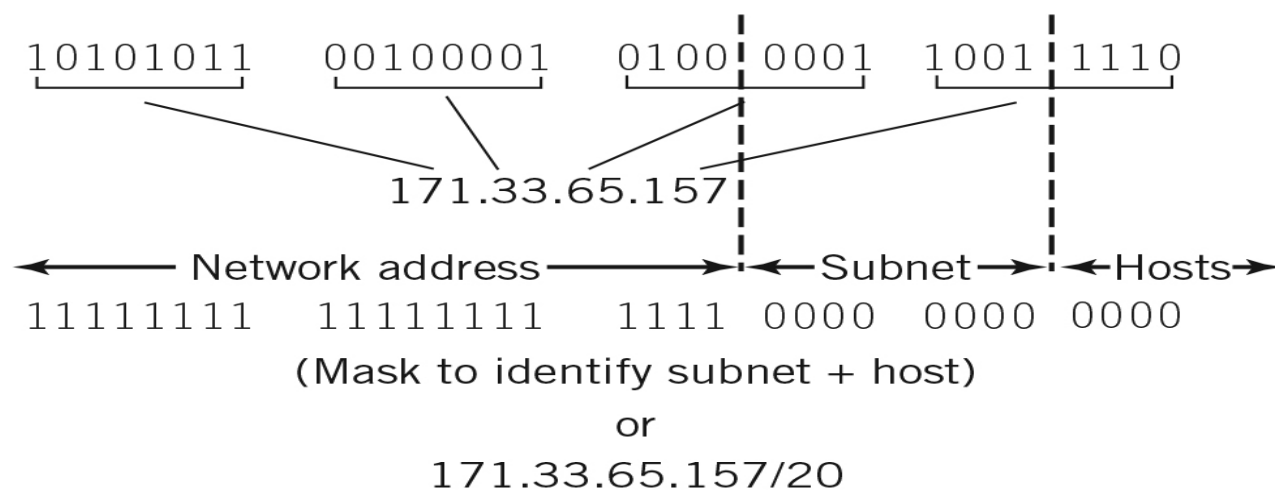 10101011 00100001 0100 0001 1001 1110
171.33.65.157
Network address Subnet Hosts
11111111 11111111 1111 0000 0000 0000
(Mask to identify subnet + host)
or
171.33.65.157/20